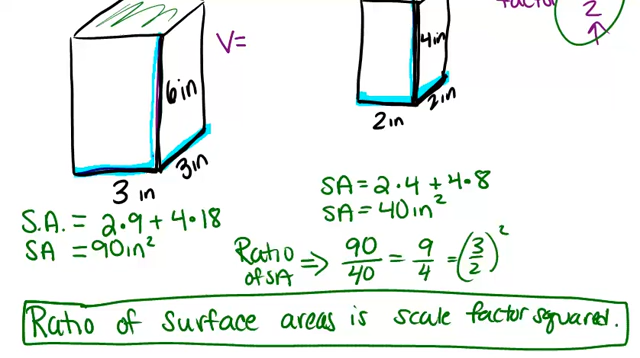 factor
2
V=
6in
4in
3in
2in
3 in
2in
SA = 2·4 + 4·8
SA = 40in²
S.A. = 2·9 + 4·18
SA = 90in²
Ratio of SA ⇒ 90/40 = 9/4 = (3/2)²
Ratio of surface areas is scale factor squared.